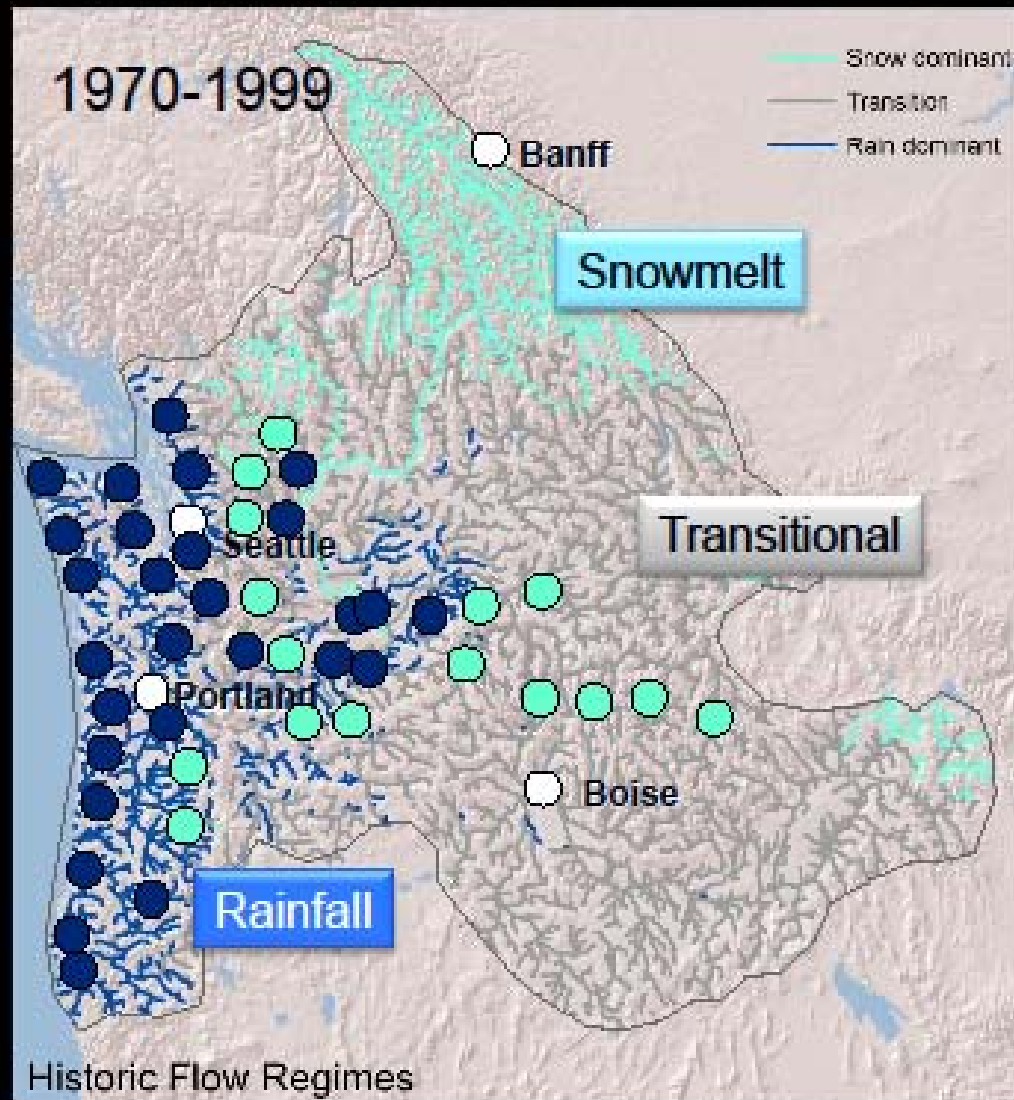 1970-1999
Snow dominant
Transition
Rain dominant
Banff
Snowmelt
Transitional
Seattle
Portland
Boise
Rainfall
Historic Flow Regimes